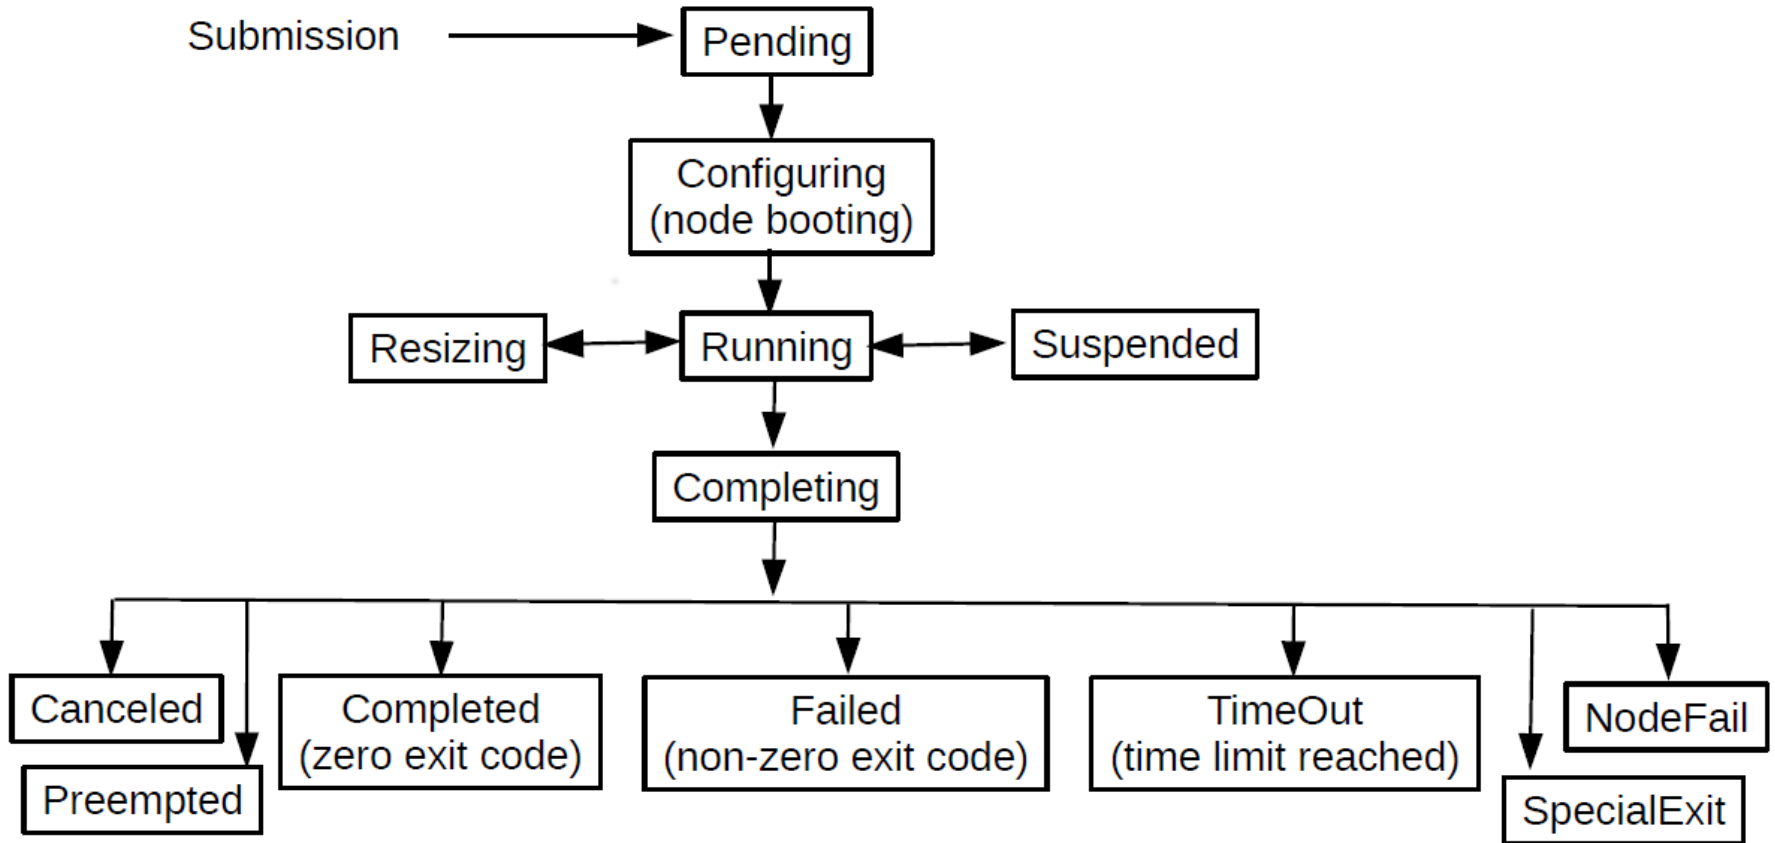 Submission
Pending
Configuring
(node booting)
Resizing
Running
Suspended
Completing
Canceled
Preempted
Completed
(zero exit code)
Failed
(non-zero exit code)
TimeOut
(time limit reached)
NodeFail
SpecialExit